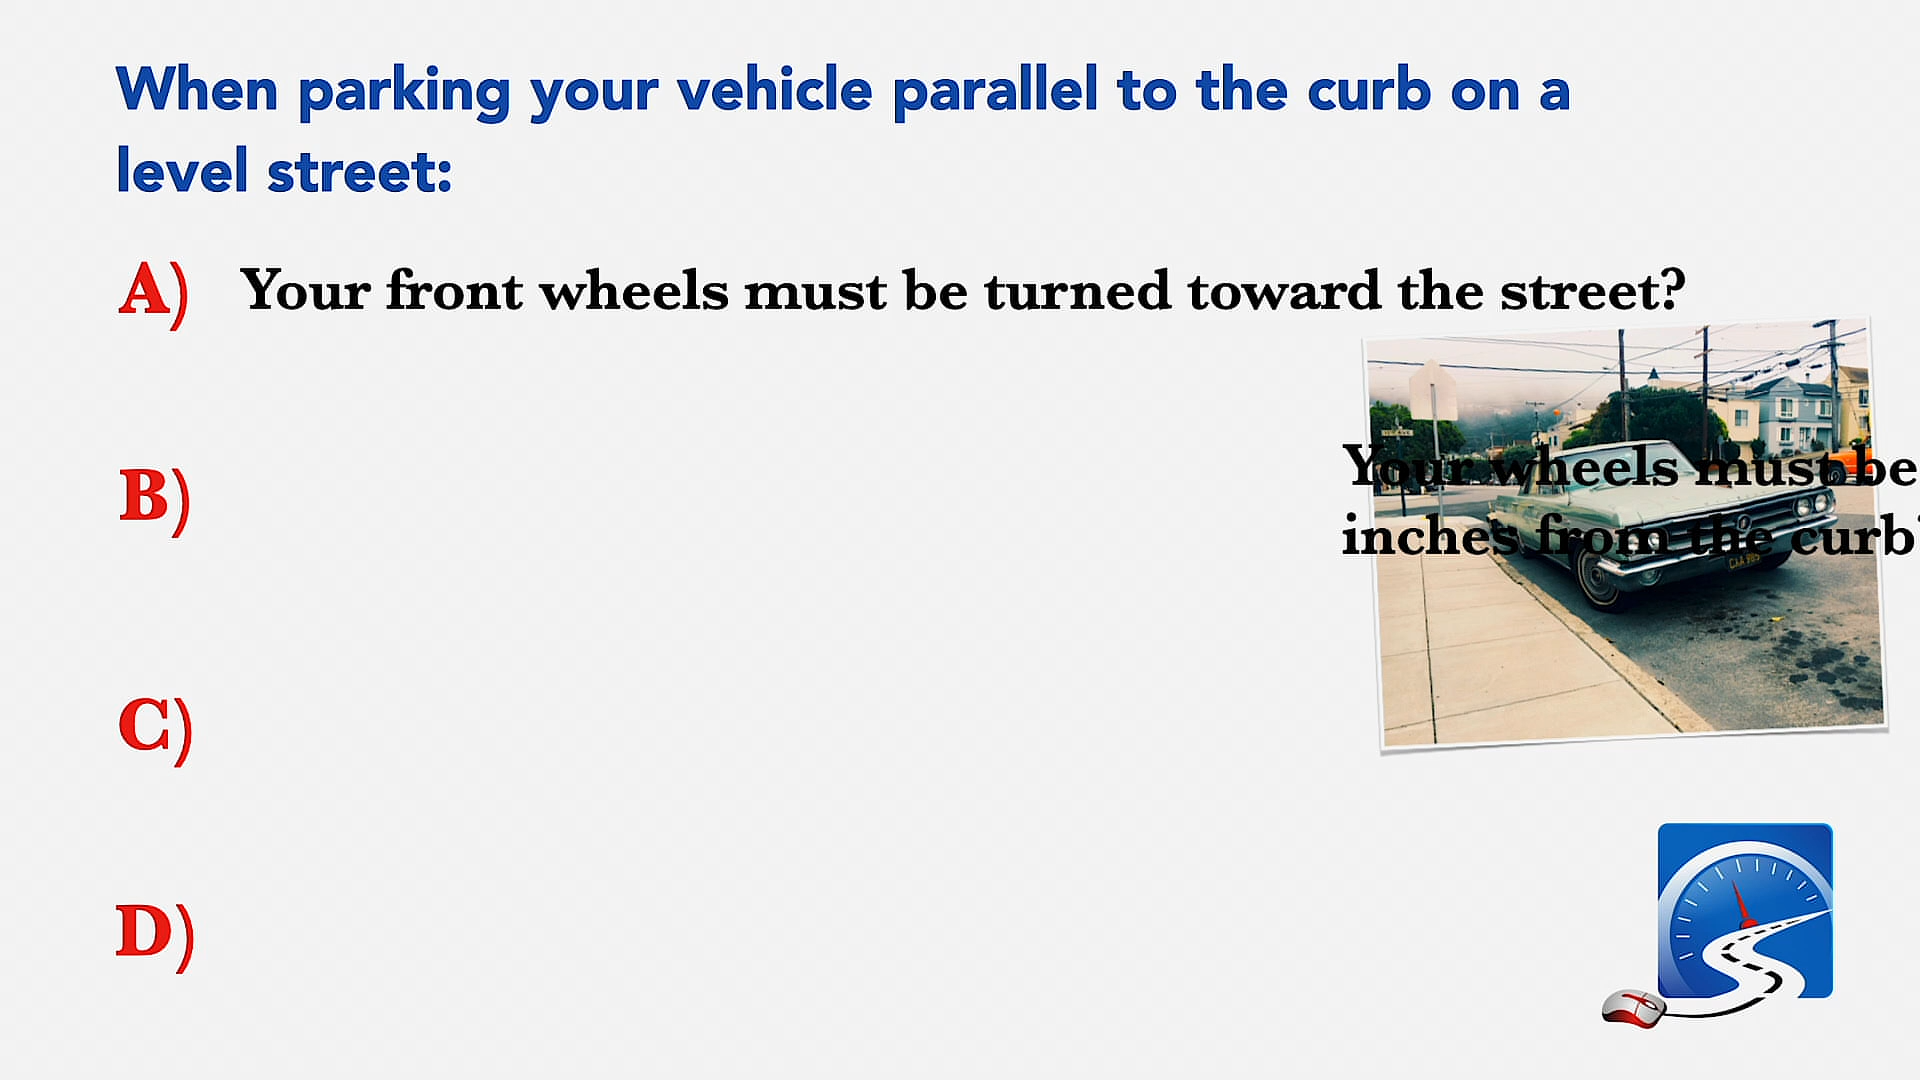 When parking your vehicle parallel to the curb on a
level street:
A) Your front wheels must be turned toward the street?
B) Your wheels must be
inches from the curb
C)
D)